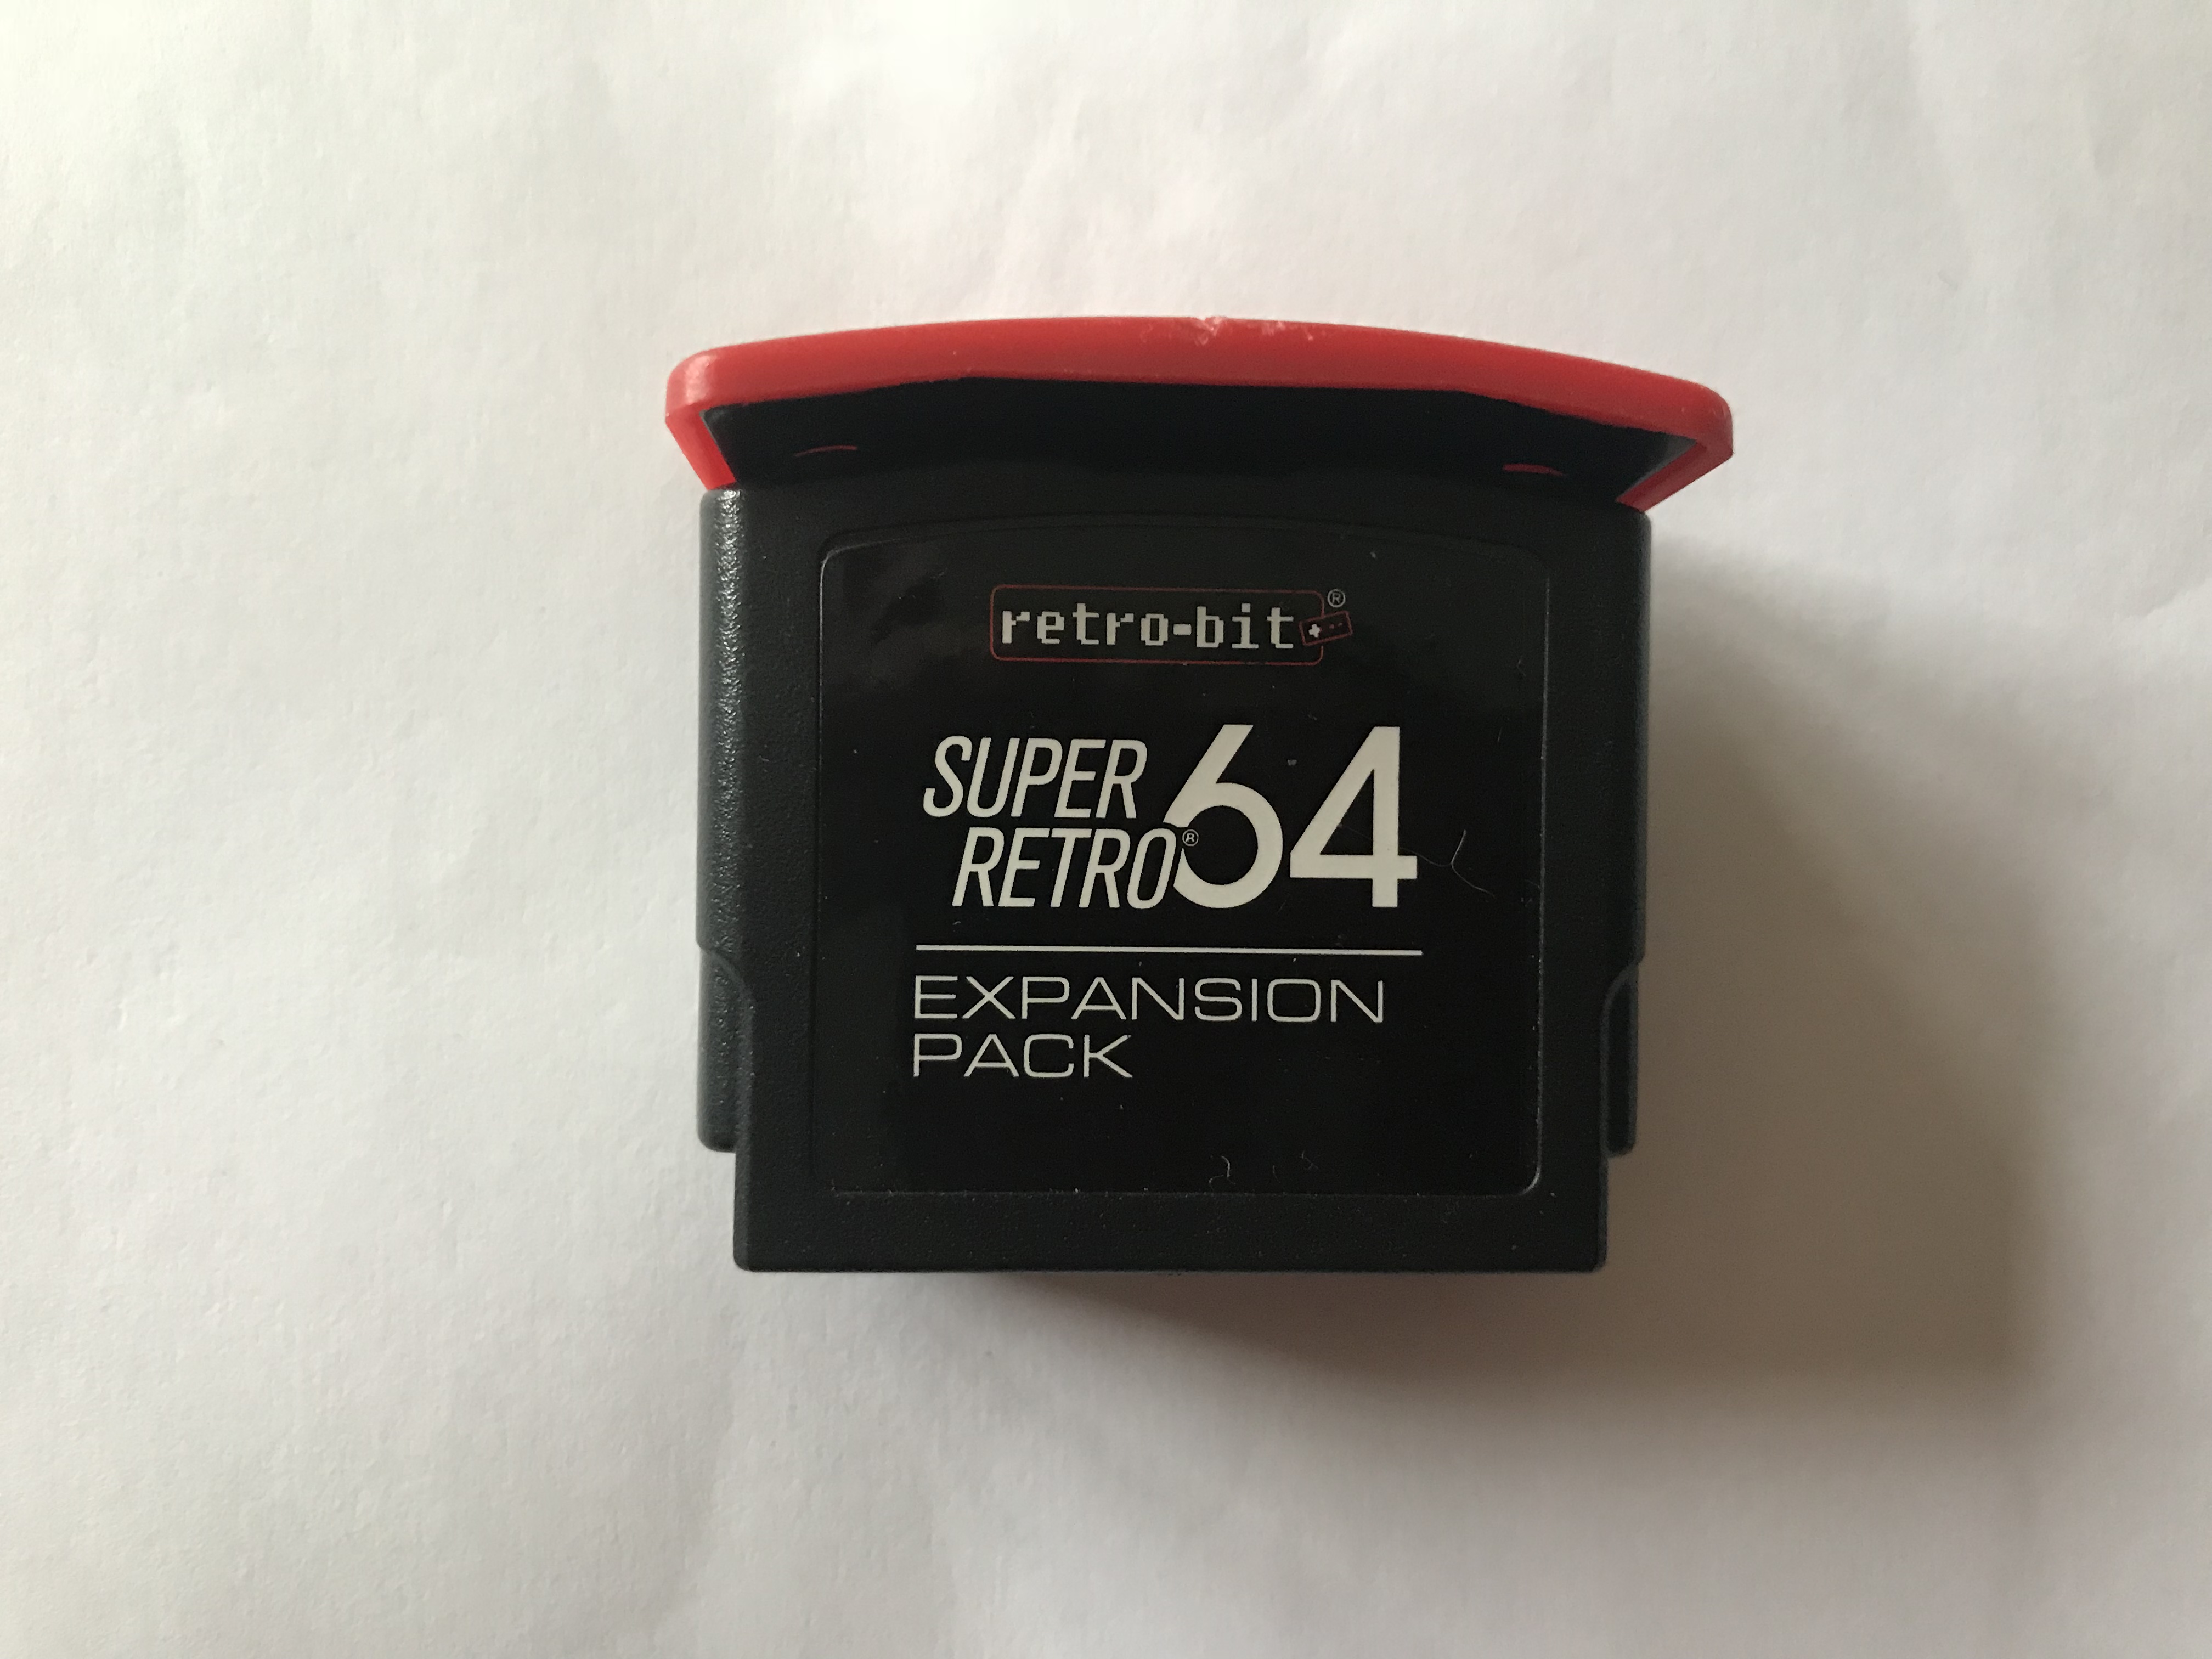 retro-bit®
SUPER
RETRO® 64
EXPANSION
PACK